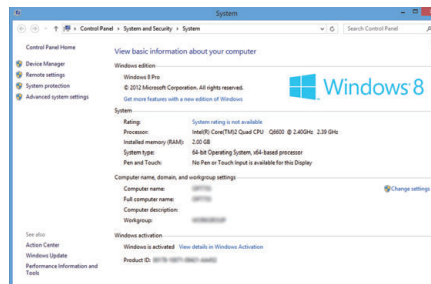 System
Control Panel ▸ System and Security ▸ System
Search Control Panel
Control Panel Home
Device Manager
Remote settings
System protection
Advanced system settings
See also
Action Center
Windows Update
Performance Information and
Tools
View basic information about your computer
Windows edition
Windows 8 Pro
© 2012 Microsoft Corporation. All rights reserved.
Get more features with a new edition of Windows
Windows 8
System
Rating: System rating is not available
Processor: Intel(R) Core(TM)2 Quad CPU Q6600 @ 2.40GHz 2.39 GHz
Installed memory (RAM): 2.00 GB
System type: 64-bit Operating System, x64-based processor
Pen and Touch: No Pen or Touch Input is available for this Display
Computer name, domain, and workgroup settings
Computer name:
Change settings
Full computer name:
Computer description:
Workgroup:
Windows activation
Windows is activated View details in Windows Activation
Product ID: